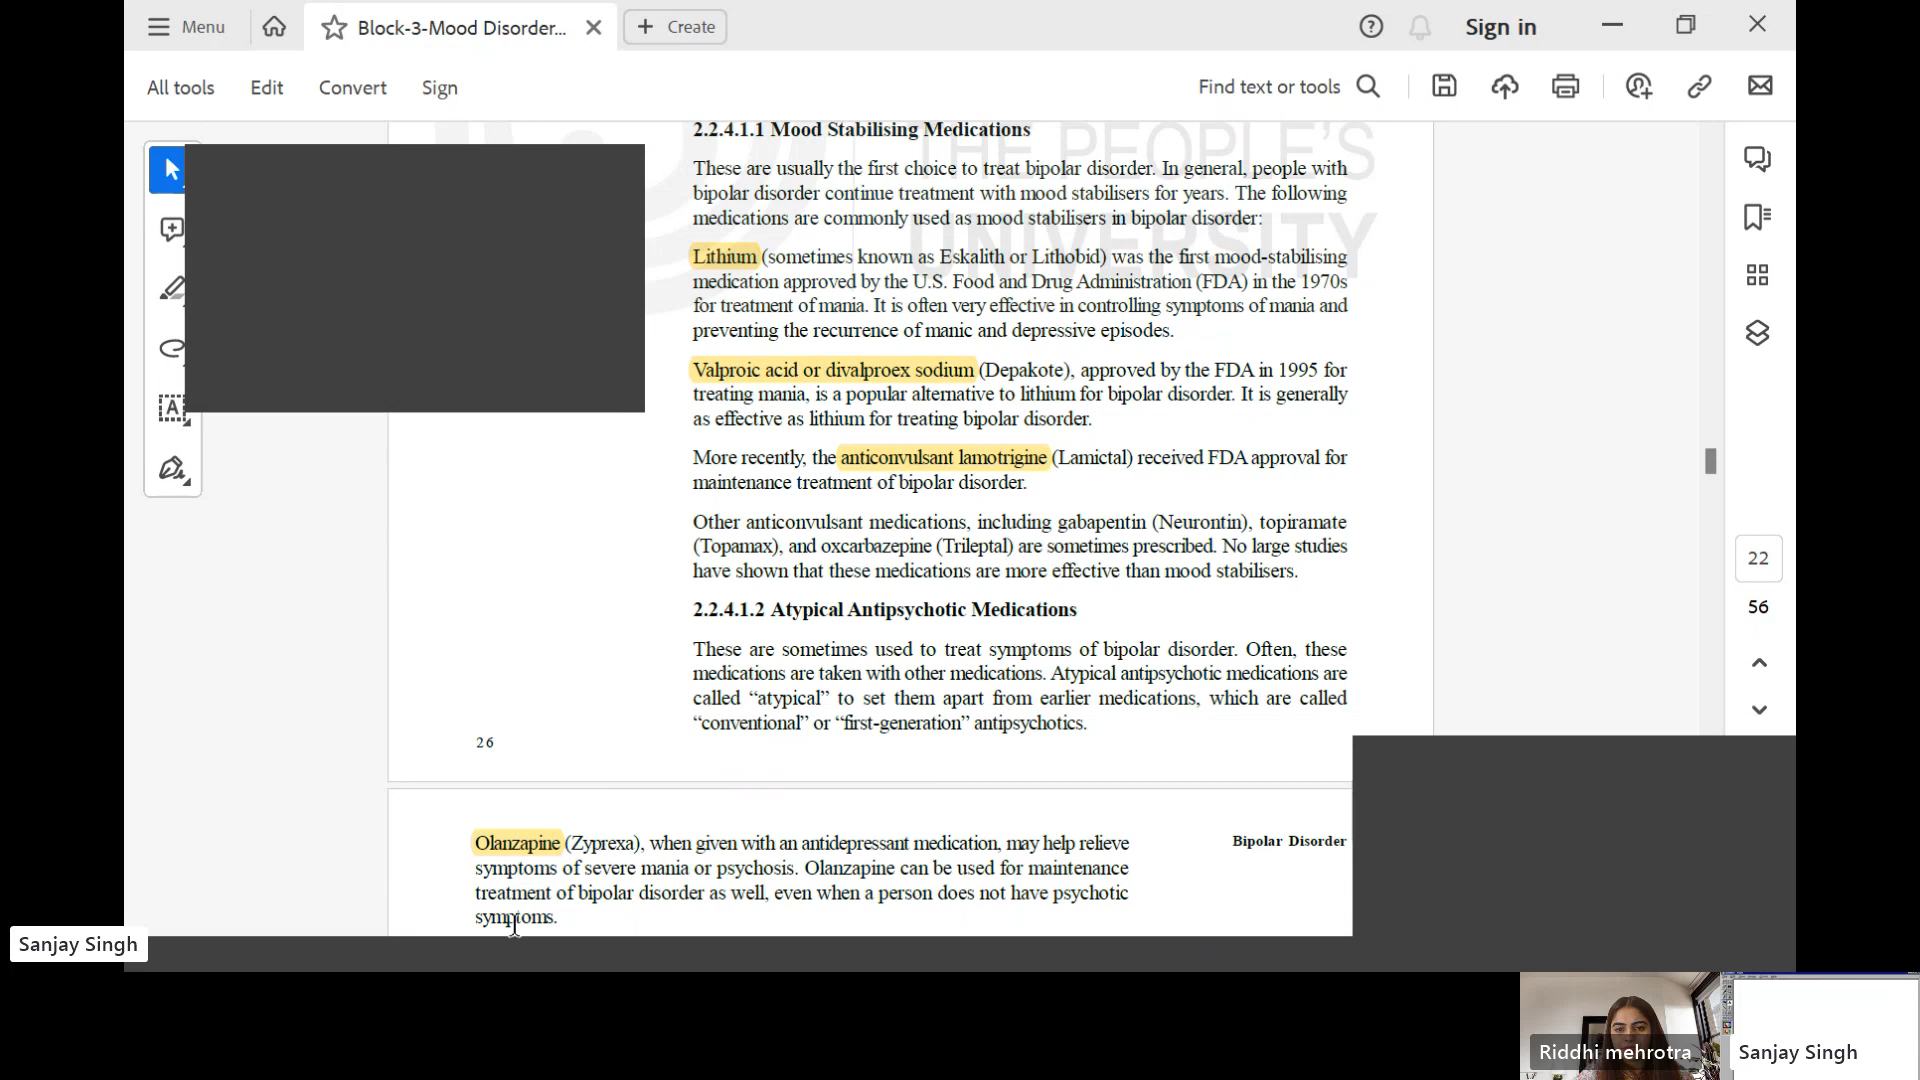 Menu
Block-3-Mood Disorder...
Create
Sign in
All tools
Edit
Convert
Sign
Find text or tools
THE PEOPLE'S
UNIVERSITY
2.2.4.1.1 Mood Stabilising Medications
These are usually the first choice to treat bipolar disorder. In general, people with
bipolar disorder continue treatment with mood stabilisers for years. The following
medications are commonly used as mood stabilisers in bipolar disorder:
Lithium (sometimes known as Eskalith or Lithobid) was the first mood-stabilising
medication approved by the U.S. Food and Drug Administration (FDA) in the 1970s
for treatment of mania. It is often very effective in controlling symptoms of mania and
preventing the recurrence of manic and depressive episodes.
Valproic acid or divalproex sodium (Depakote), approved by the FDA in 1995 for
treating mania, is a popular alternative to lithium for bipolar disorder. It is generally
as effective as lithium for treating bipolar disorder.
More recently, the anticonvulsant lamotrigine (Lamictal) received FDA approval for
maintenance treatment of bipolar disorder.
Other anticonvulsant medications, including gabapentin (Neurontin), topiramate
(Topamax), and oxcarbazepine (Trileptal) are sometimes prescribed. No large studies
have shown that these medications are more effective than mood stabilisers.
2.2.4.1.2 Atypical Antipsychotic Medications
These are sometimes used to treat symptoms of bipolar disorder. Often, these
medications are taken with other medications. Atypical antipsychotic medications are
called “atypical” to set them apart from earlier medications, which are called
“conventional” or “first-generation” antipsychotics.
26
22
56
Bipolar Disorder
Olanzapine (Zyprexa), when given with an antidepressant medication, may help relieve
symptoms of severe mania or psychosis. Olanzapine can be used for maintenance
treatment of bipolar disorder as well, even when a person does not have psychotic
symptoms.
Sanjay Singh
Riddhi mehrotra
Sanjay Singh